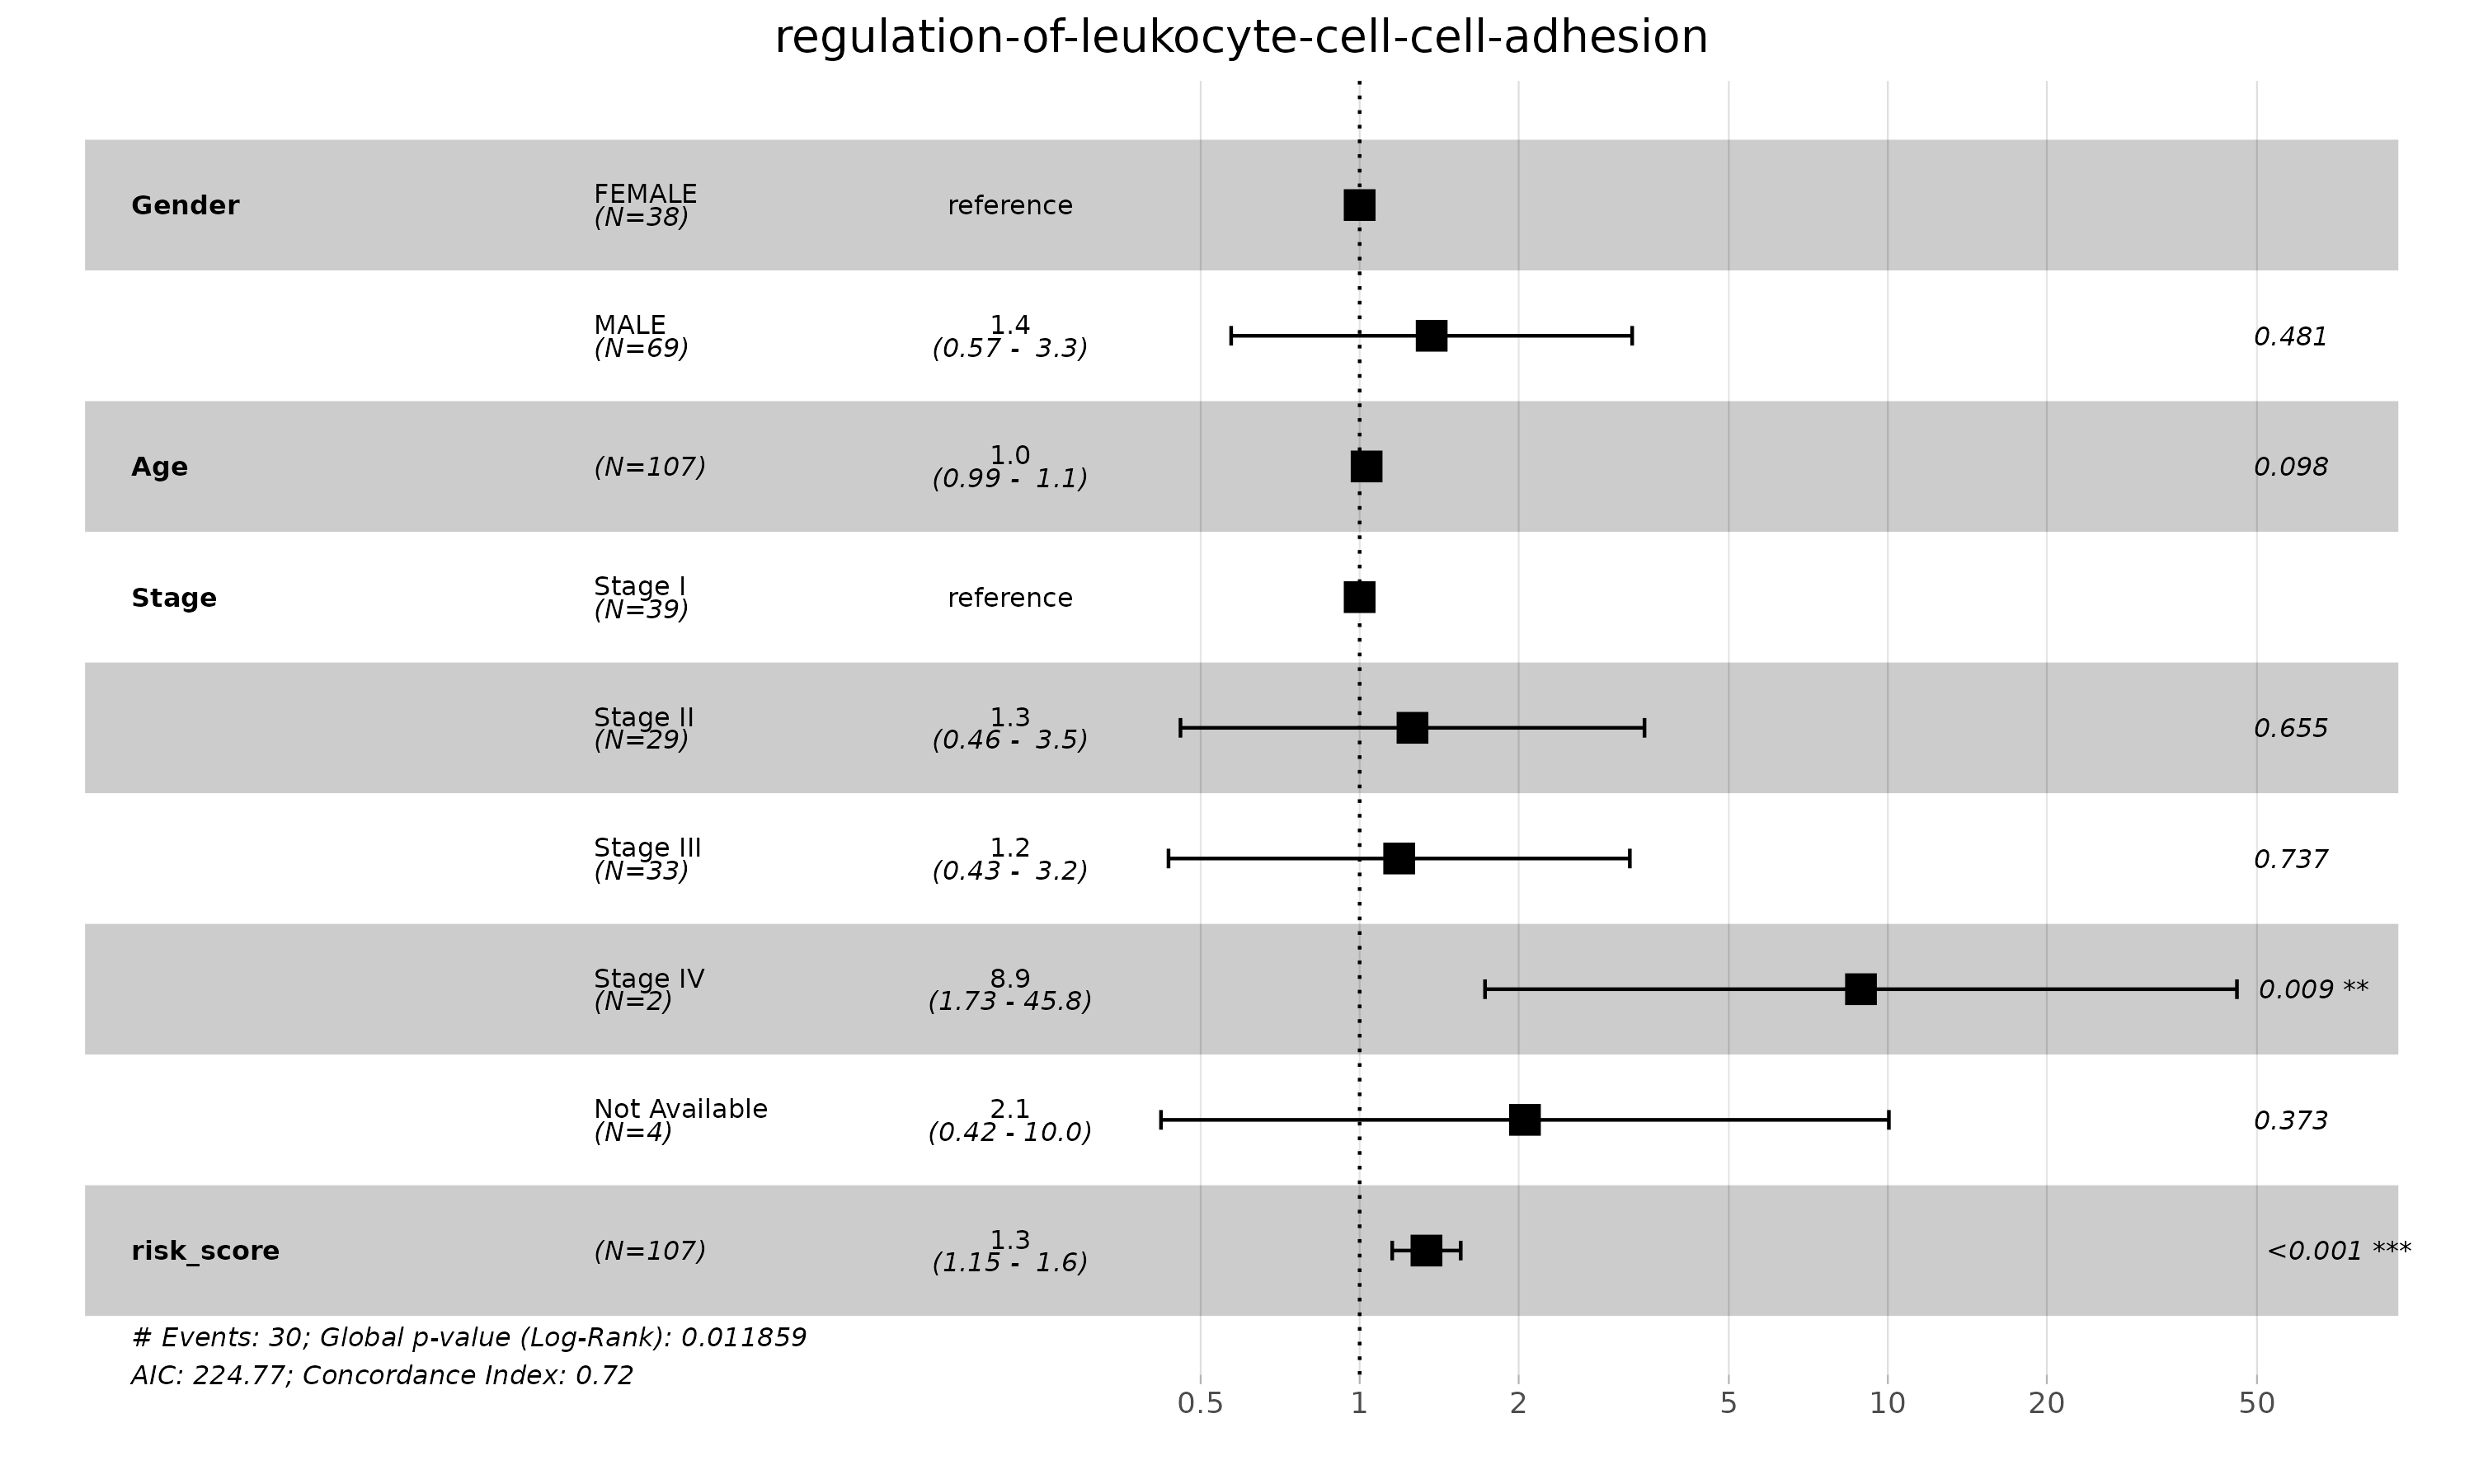 regulation-of-leukocyte-cell-cell-adhesion
Gender
FEMALE
(N=38)
reference
MALE
(N=69)
1.4
(0.57 - 3.3)
0.481
Age
(N=107)
1.0
(0.99 - 1.1)
0.098
Stage
Stage I
(N=39)
reference
Stage II
(N=29)
1.3
(0.46 - 3.5)
0.655
Stage III
(N=33)
1.2
(0.43 - 3.2)
0.737
Stage IV
(N=2)
8.9
(1.73 - 45.8)
0.009 **
Not Available
(N=4)
2.1
(0.42 - 10.0)
0.373
risk_score
(N=107)
1.3
(1.15 - 1.6)
<0.001 ***
# Events: 30; Global p-value (Log-Rank): 0.011859
AIC: 224.77; Concordance Index: 0.72
0.5 1 2 5 10 20 50